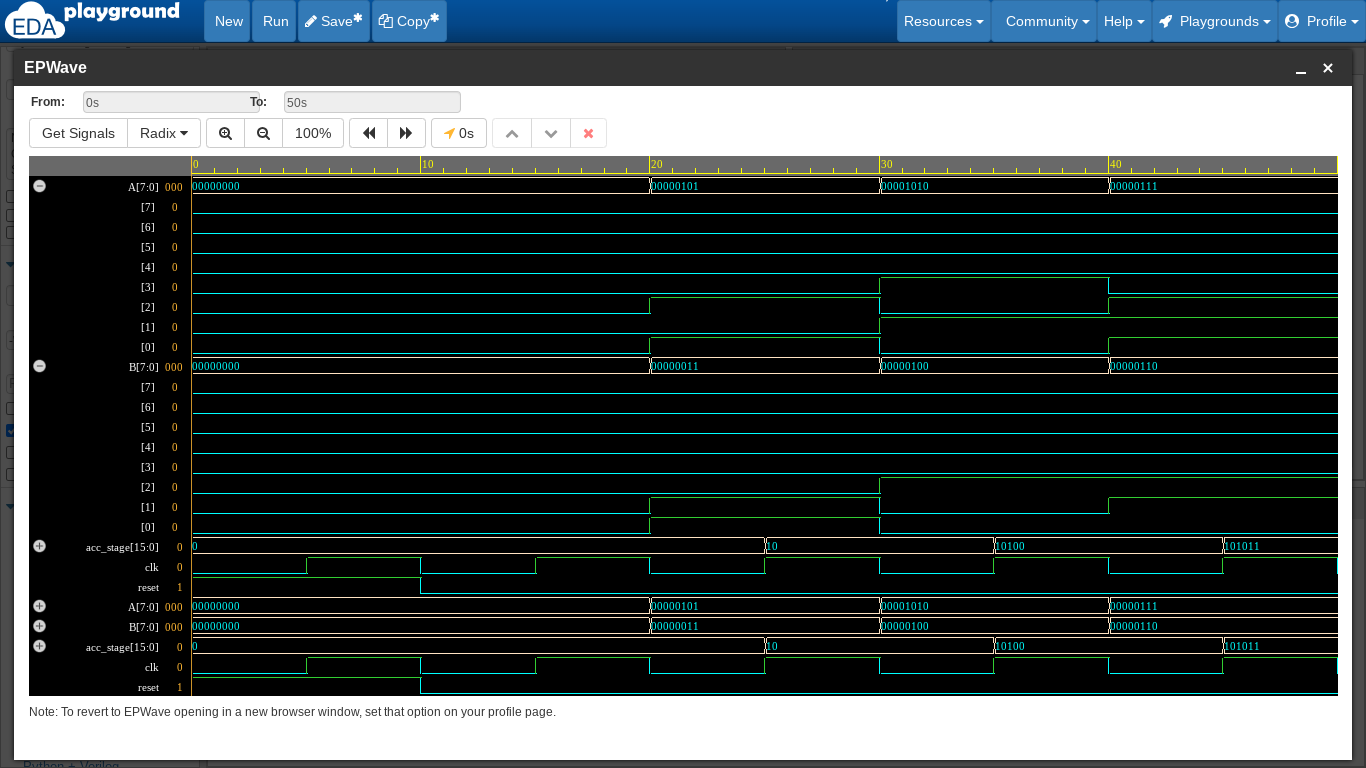 EDA playground
New Run Save* Copy* Resources Community Help Playgrounds Profile
EPWave
From: 0s To: 50s
Get Signals Radix 100% 0s
0 10 20 30 40
A[7:0] 000 00000000 00000101 00001010 00000111
[7] 0
[6] 0
[5] 0
[4] 0
[3] 0
[2] 0
[1] 0
[0] 0
B[7:0] 000 00000000 00000011 00000100 00000110
[7] 0
[6] 0
[5] 0
[4] 0
[3] 0
[2] 0
[1] 0
[0] 0
acc_stage[15:0] 0 0 10 10100 101011
clk 0
reset 1
A[7:0] 000 00000000 00000101 00001010 00000111
B[7:0] 000 00000000 00000011 00000100 00000110
acc_stage[15:0] 0 0 10 10100 101011
clk 0
reset 1
Note: To revert to EPWave opening in a new browser window, set that option on your profile page.
Python + Verilog